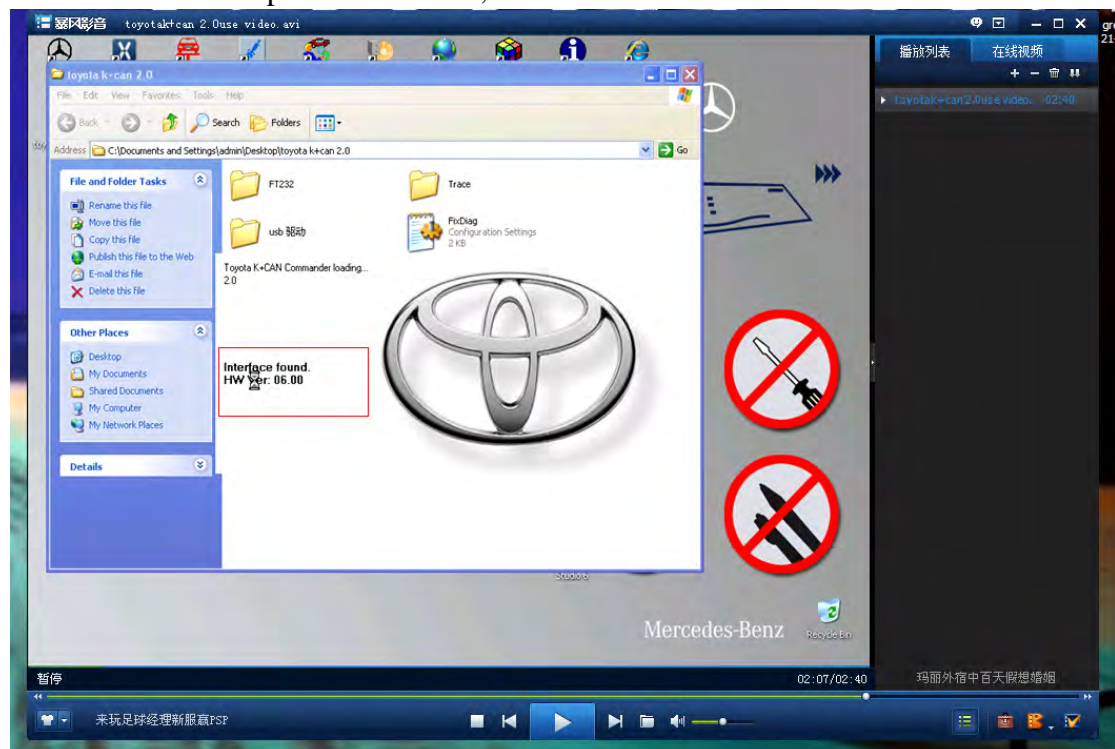 暴风影音 toyotak+can 2.0use video.avi
播放列表 在线视频
toyotak+can2.0use video. 02:40
toyota k+can 2.0
File Edit View Favorites Tools Help
Back Search Folders
Address C:\Documents and Settings\admin\Desktop\toyota k+can 2.0 Go
File and Folder Tasks
Rename this file
Move this file
Copy this file
Publish this file to the Web
E-mail this file
Delete this file
Other Places
Desktop
My Documents
Shared Documents
My Computer
My Network Places
Details
FT232
Trace
usb 驱动
FixDiag
Configuration Settings
2 KB
Toyota K+CAN Commander loading...
2.0
Interface found.
HW Ver: 06.00
Studio 6
Mercedes-Benz
Recycle Bin
暂停 02:07/02:40
玛丽外宿中百天假想婚姻
来玩足球经理新服赢PSP